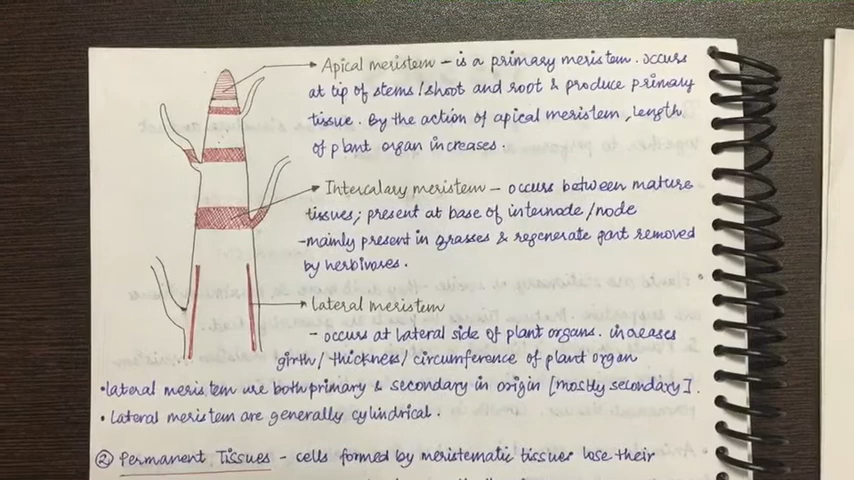 Apical meristem - is a primary meristem. occurs
at tip of stems/shoot and root & produce primary
tissue. By the action of apical meristem, length
of plant organ increases.
Intercalary meristem - occurs between mature
tissues; present at base of internode/node
-mainly present in grasses & regenerate part removed
by herbivores.
lateral meristem
- occurs at lateral side of plant organs. increases
girth/thickness/circumference of plant organ
•lateral meristem are both primary & secondary in origin [mostly secondary].
• lateral meristem are generally cylindrical.
② Permanent Tissues - cells formed by meristematic tissues lose their